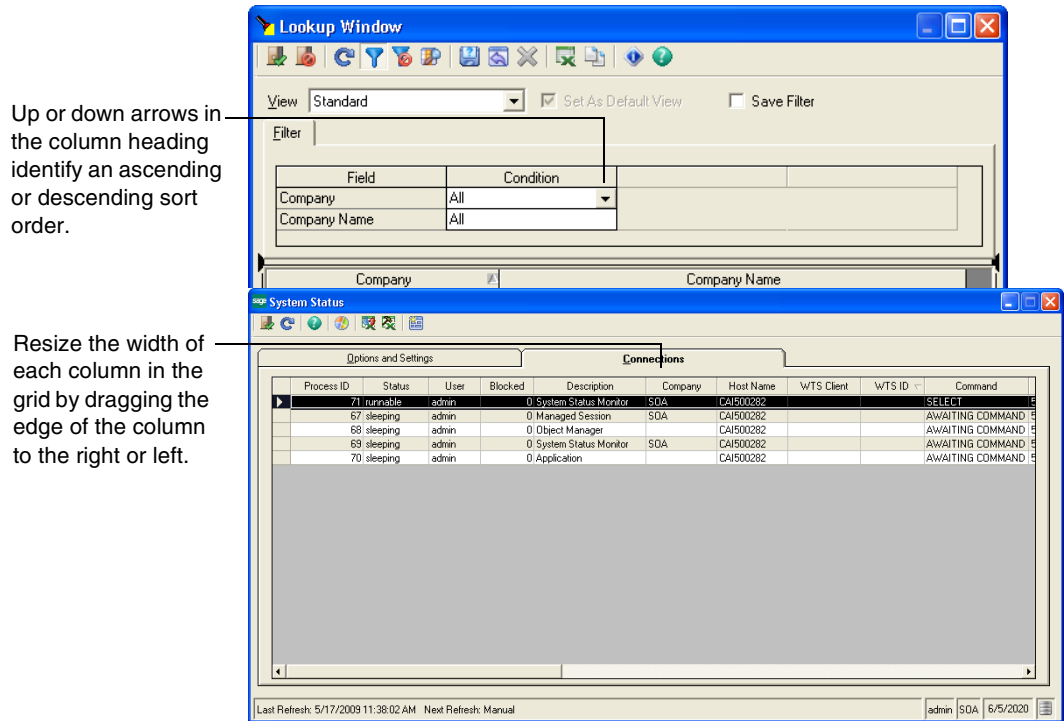 Lookup Window
View Standard Set As Default View Save Filter
Filter
Field Condition
Company All
Company Name All
Company Company Name
Up or down arrows in
the column heading
identify an ascending
or descending sort
order.
sage System Status
Options and Settings Connections
Process ID Status User Blocked Description Company Host Name WTS Client WTS ID Command
71 runnable admin 0 System Status Monitor SOA CAI500282 SELECT 5
67 sleeping admin 0 Managed Session SOA CAI500282 AWAITING COMMAND 5
68 sleeping admin 0 Object Manager CAI500282 AWAITING COMMAND 5
69 sleeping admin 0 System Status Monitor SOA CAI500282 AWAITING COMMAND 5
70 sleeping admin 0 Application CAI500282 AWAITING COMMAND 5
Resize the width of
each column in the
grid by dragging the
edge of the column
to the right or left.
Last Refresh: 5/17/2009 11:38:02 AM Next Refresh: Manual admin SOA 6/5/2020